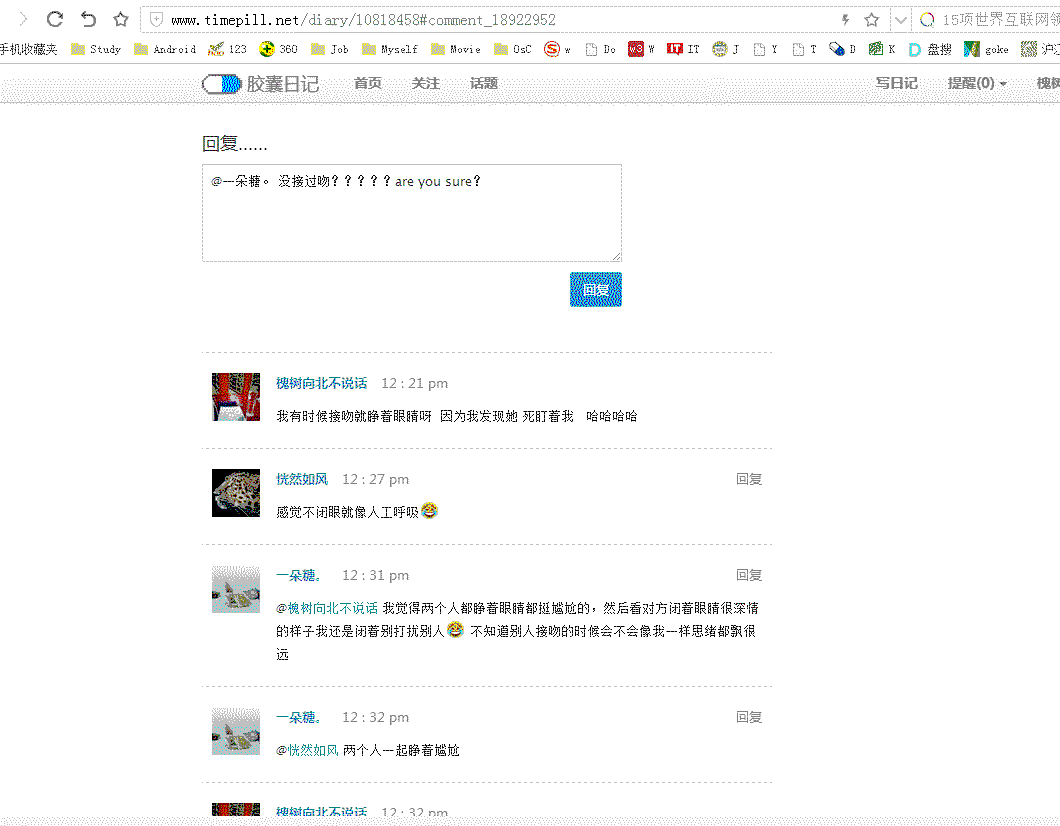 www.timepill.net/diary/10818458#comment_18922952
15项世界互联网领
手机收藏夹 Study Android 123 360 Job Myself Movie OsC w Do W IT J Y T D K 盘搜 goke 沪江
胶囊日记 首页 关注 话题 写日记 提醒(0) 槐树
回复......
@一朵糖。 没接过吻？？？？？are you sure？
回复
槐树向北不说话 12 : 21 pm
我有时候接吻就睁着眼睛呀 因为我发现她 死盯着我 哈哈哈哈
恍然如风 12 : 27 pm 回复
感觉不闭眼就像人工呼吸😂
一朵糖。 12 : 31 pm 回复
@槐树向北不说话 我觉得两个人都睁着眼睛都挺尴尬的，然后看对方闭着眼睛很深情
的样子我还是闭着别打扰别人😂 不知道别人接吻的时候会不会像我一样思绪都飘很
远
一朵糖。 12 : 32 pm 回复
@恍然如风 两个人一起睁着尴尬
槐树向北不说话 12 : 32 pm